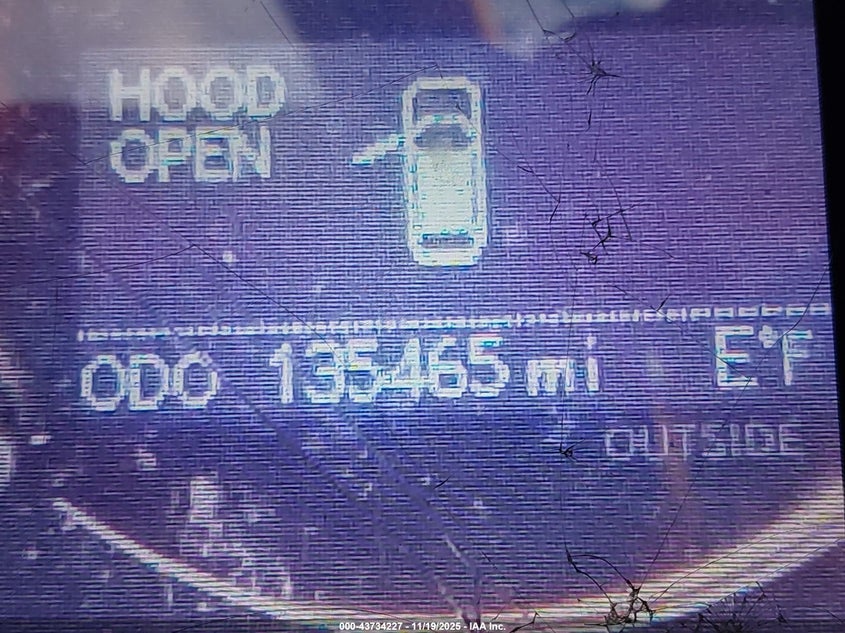 HOOD
OPEN
ODO 135465 mi E°F
OUTSIDE
000-43734227 - 11/19/2025 - IAA Inc.